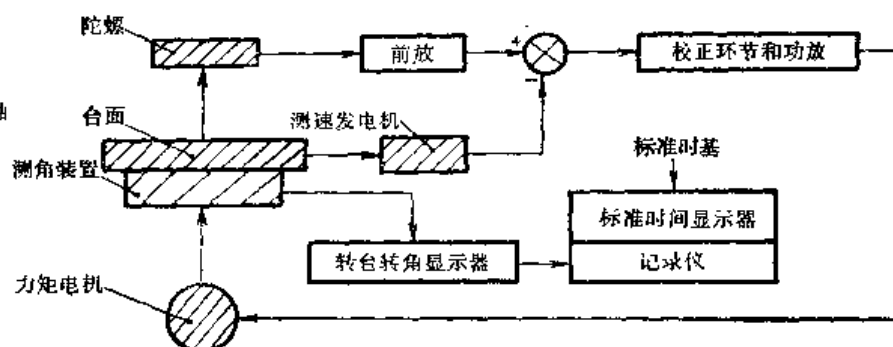 陀螺
前放
+
-
校正环节和功放
台面
测速发电机
测角装置
标准时基
标准时间显示器
转台转角显示器
记录仪
力矩电机